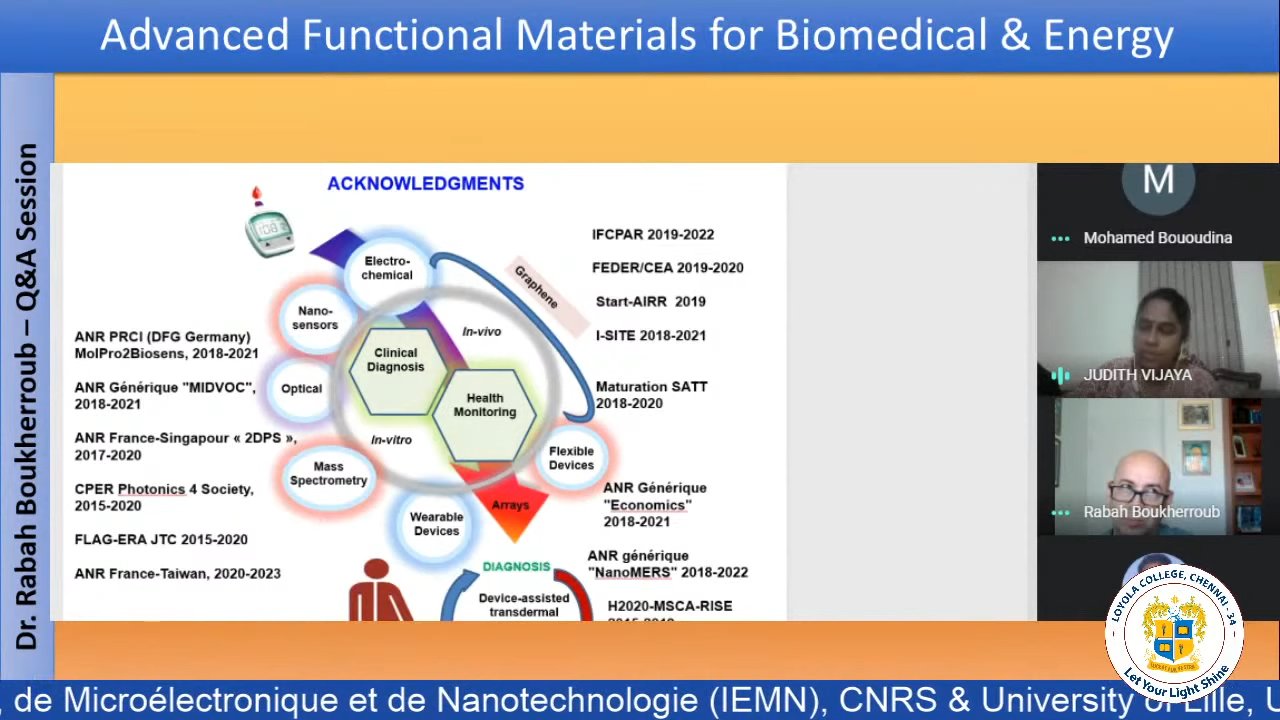 Advanced Functional Materials for Biomedical & Energy
Dr. Rabah Boukherroub – Q&A Session
ACKNOWLEDGMENTS
Electro-
chemical
Nano-
sensors
Optical
Mass
Spectrometry
Wearable
Devices
Flexible
Devices
Graphene
In-vivo
Clinical
Diagnosis
Health
Monitoring
In-vitro
Arrays
DIAGNOSIS
Device-assisted
transdermal
ANR PRCI (DFG Germany)
MolPro2Biosens, 2018-2021
ANR Générique "MIDVOC",
2018-2021
ANR France-Singapour « 2DPS »,
2017-2020
CPER Photonics 4 Society,
2015-2020
FLAG-ERA JTC 2015-2020
ANR France-Taiwan, 2020-2023
IFCPAR 2019-2022
FEDER/CEA 2019-2020
Start-AIRR 2019
I-SITE 2018-2021
Maturation SATT
2018-2020
ANR Générique
"Economics"
2018-2021
ANR générique
"NanoMERS" 2018-2022
H2020-MSCA-RISE
M
Mohamed Bououdina
JUDITH VIJAYA
Rabah Boukherroub
LOYOLA COLLEGE, CHENNAI - 34
Let Your Light Shine
, de Microélectronique et de Nanotechnologie (IEMN), CNRS & University of Lille, U